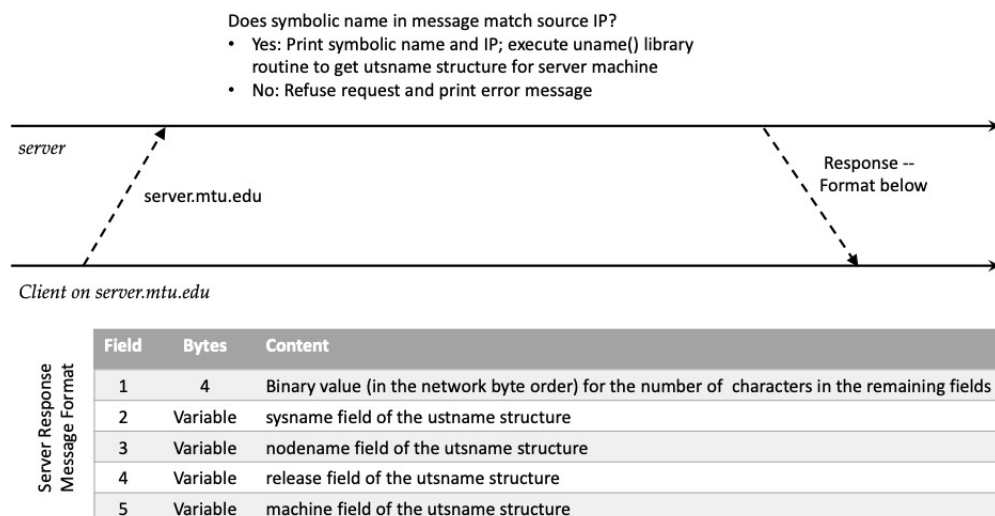 Does symbolic name in message match source IP?
• Yes: Print symbolic name and IP; execute uname() library
routine to get utsname structure for server machine
• No: Refuse request and print error message
server
server.mtu.edu
Response --
Format below
Client on server.mtu.edu
Server Response
Message Format
Field Bytes Content
1 4 Binary value (in the network byte order) for the number of characters in the remaining fields
2 Variable sysname field of the ustname structure
3 Variable nodename field of the utsname structure
4 Variable release field of the utsname structure
5 Variable machine field of the utsname structure